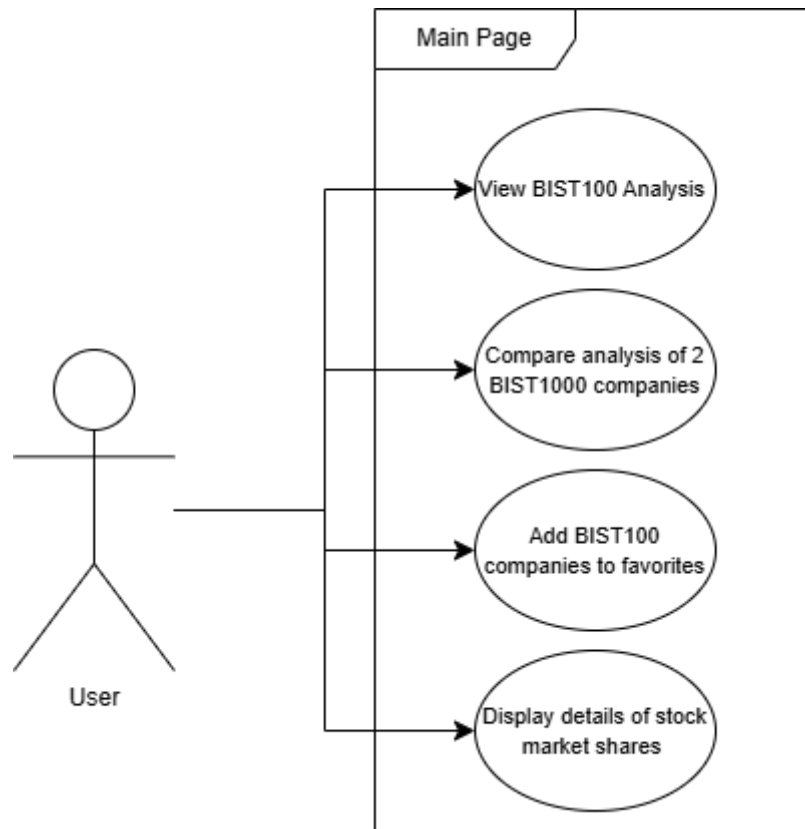 Main Page
View BIST100 Analysis
Compare analysis of 2
BIST1000 companies
Add BIST100
companies to favorites
Display details of stock
market shares
User